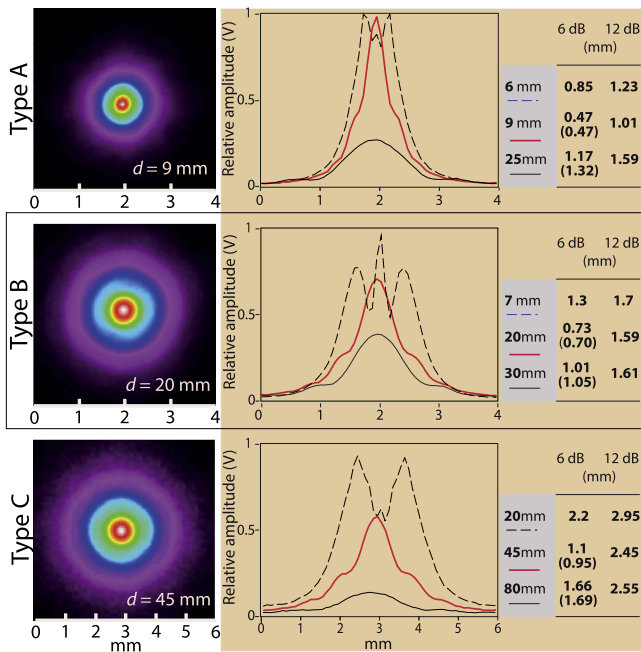 Type A
d = 9 mm
0 1 2 3 4
Relative amplitude (V)
1
0.5
0
0 1 2 3 4
6 dB 12 dB
(mm)
6 mm 0.85 1.23
9 mm 0.47 (0.47) 1.01
25mm 1.17 (1.32) 1.59
Type B
d = 20 mm
0 1 2 3 4
Relative amplitude (V)
1
0.5
0
0 1 2 3 4
6 dB 12 dB
(mm)
7 mm 1.3 1.7
20mm 0.73 (0.70) 1.59
30mm 1.01 (1.05) 1.61
Type C
d = 45 mm
0 1 2 3 4 5 6
mm
Relative amplitude (V)
1
0.5
0
0 1 2 3 4 5 6
mm
6 dB 12 dB
(mm)
20mm 2.2 2.95
45mm 1.1 (0.95) 2.45
80mm 1.66 (1.69) 2.55